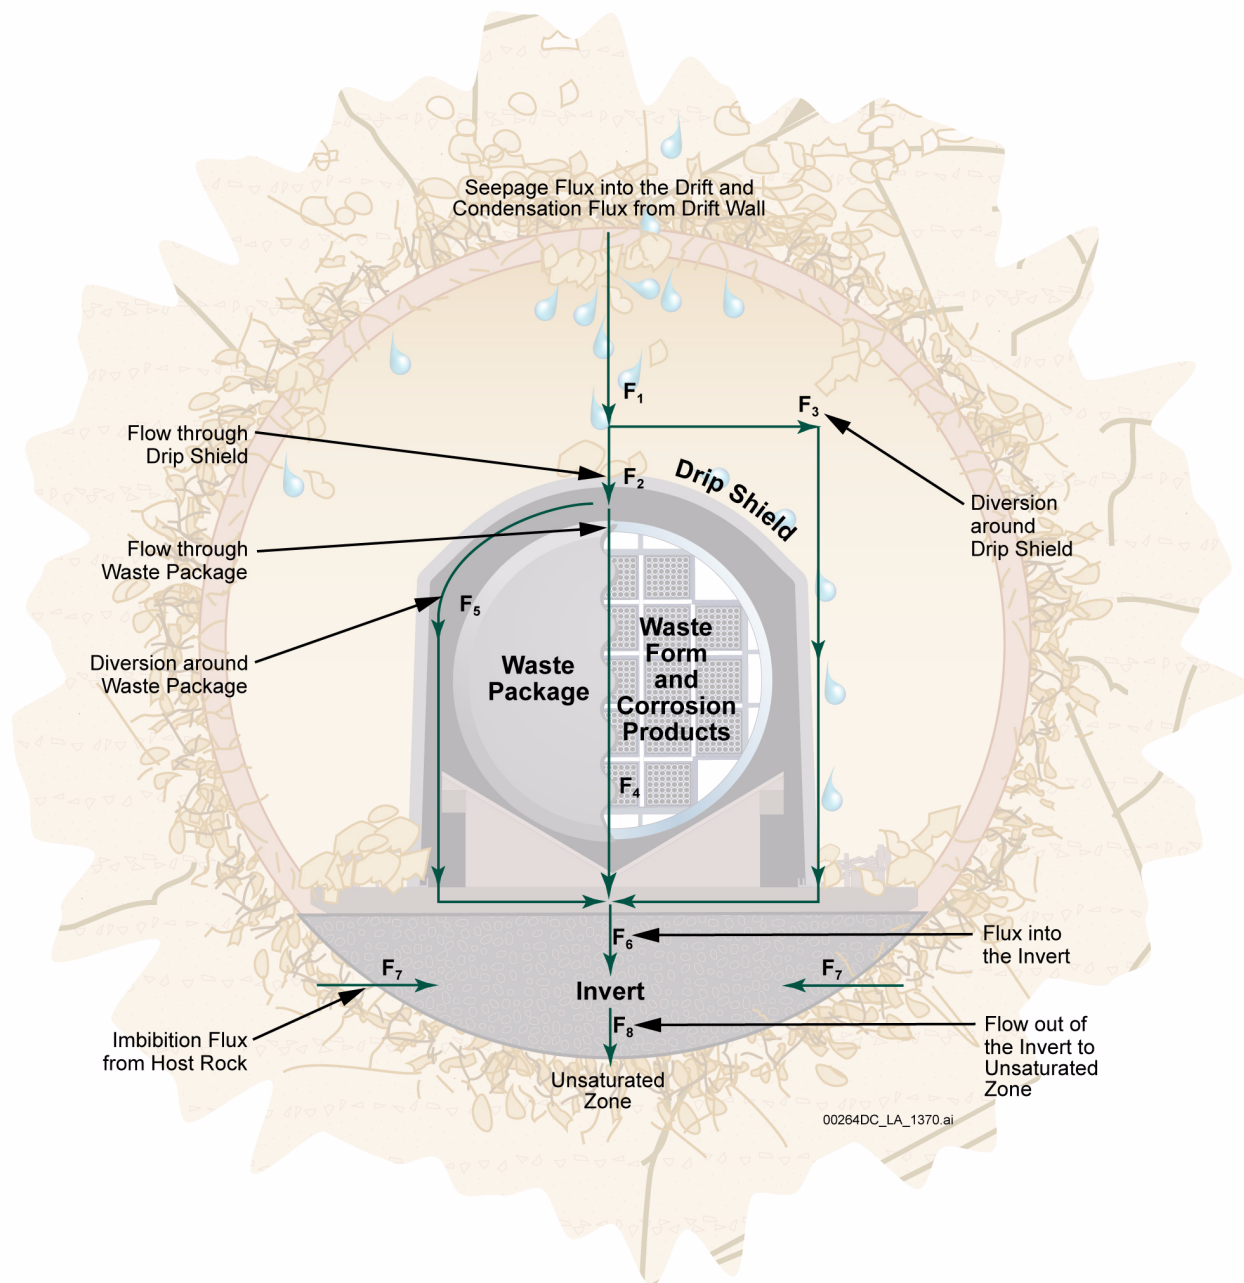 Seepage Flux into the Drift and
Condensation Flux from Drift Wall
F1
F3
Flow through
Drip Shield
F2
Drip Shield
Diversion
around
Drip Shield
Flow through
Waste Package
F5
Diversion around
Waste Package
Waste
Package
Waste
Form
and
Corrosion
Products
F4
F6
Flux into
the Invert
F7
F7
Invert
Imbibition Flux
from Host Rock
F8
Flow out of
the Invert to
Unsaturated
Zone
Unsaturated
Zone
00264DC_LA_1370.ai